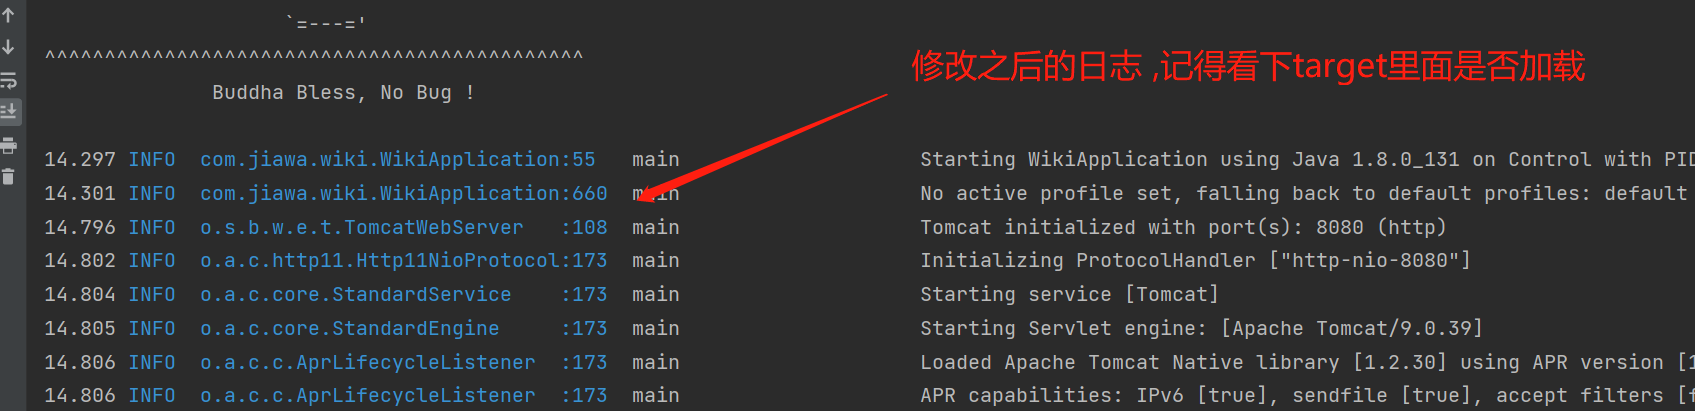 `=---='
^^^^^^^^^^^^^^^^^^^^^^^^^^^^^^^^^^^^^^^^^^^^^
修改之后的日志 ,记得看下target里面是否加载
Buddha Bless, No Bug !
14.297 INFO com.jiawa.wiki.WikiApplication:55 main Starting WikiApplication using Java 1.8.0_131 on Control with PID
14.301 INFO com.jiawa.wiki.WikiApplication:660 main No active profile set, falling back to default profiles: default
14.796 INFO o.s.b.w.e.t.TomcatWebServer :108 main Tomcat initialized with port(s): 8080 (http)
14.802 INFO o.a.c.http11.Http11NioProtocol:173 main Initializing ProtocolHandler ["http-nio-8080"]
14.804 INFO o.a.c.core.StandardService :173 main Starting service [Tomcat]
14.805 INFO o.a.c.core.StandardEngine :173 main Starting Servlet engine: [Apache Tomcat/9.0.39]
14.806 INFO o.a.c.c.AprLifecycleListener :173 main Loaded Apache Tomcat Native library [1.2.30] using APR version [1
14.806 INFO o.a.c.c.AprLifecycleListener :173 main APR capabilities: IPv6 [true], sendfile [true], accept filters [f